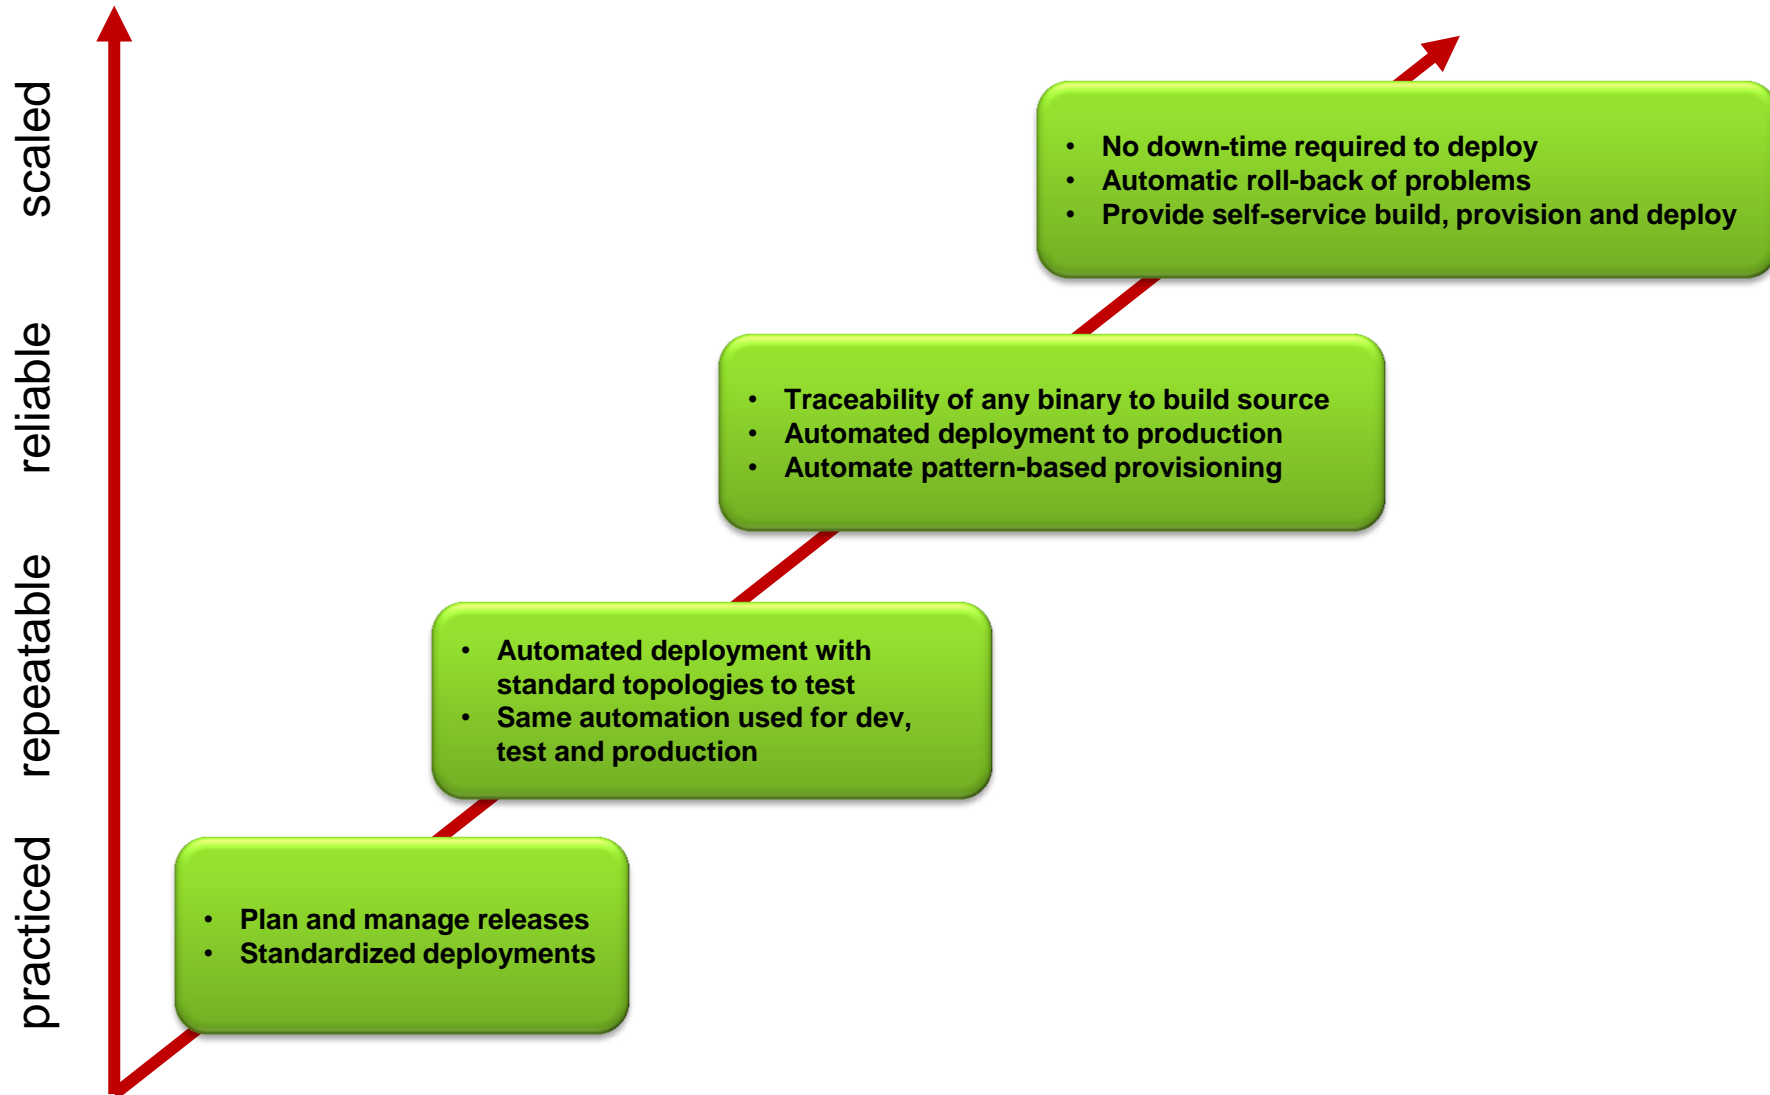 scaled
• No down-time required to deploy
• Automatic roll-back of problems
• Provide self-service build, provision and deploy
reliable
• Traceability of any binary to build source
• Automated deployment to production
• Automate pattern-based provisioning
repeatable
• Automated deployment with
standard topologies to test
• Same automation used for dev,
test and production
practiced
• Plan and manage releases
• Standardized deployments